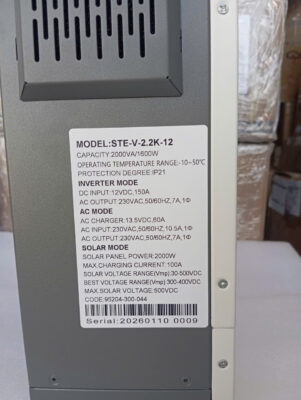 MODEL:STE-V-2.2K-12
CAPACITY:2000VA/1600W
OPERATING TEMPERATURE RANGE:-10~50℃
PROTECTION DEGREE:IP21
INVERTER MODE
DC INPUT:12VDC,150A
AC OUTPUT:230VAC,50/60HZ,7A,1Φ
AC MODE
AC CHARGER:13.5VDC,60A
AC INPUT:230VAC,50/60HZ,10.5A,1Φ
AC OUTPUT:230VAC,50/60HZ,7A,1Φ
SOLAR MODE
SOLAR PANEL POWER:2000W
MAX.CHARGING CURRENT:100A
SOLAR VOLTAGE RANGE(Vmp):30-500VDC
BEST VOLTAGE RANGE(Vmp):300-400VDC
MAX.SOLAR VOLTAGE:500VDC
CODE:95204-300-044
Serial:20260110 0009